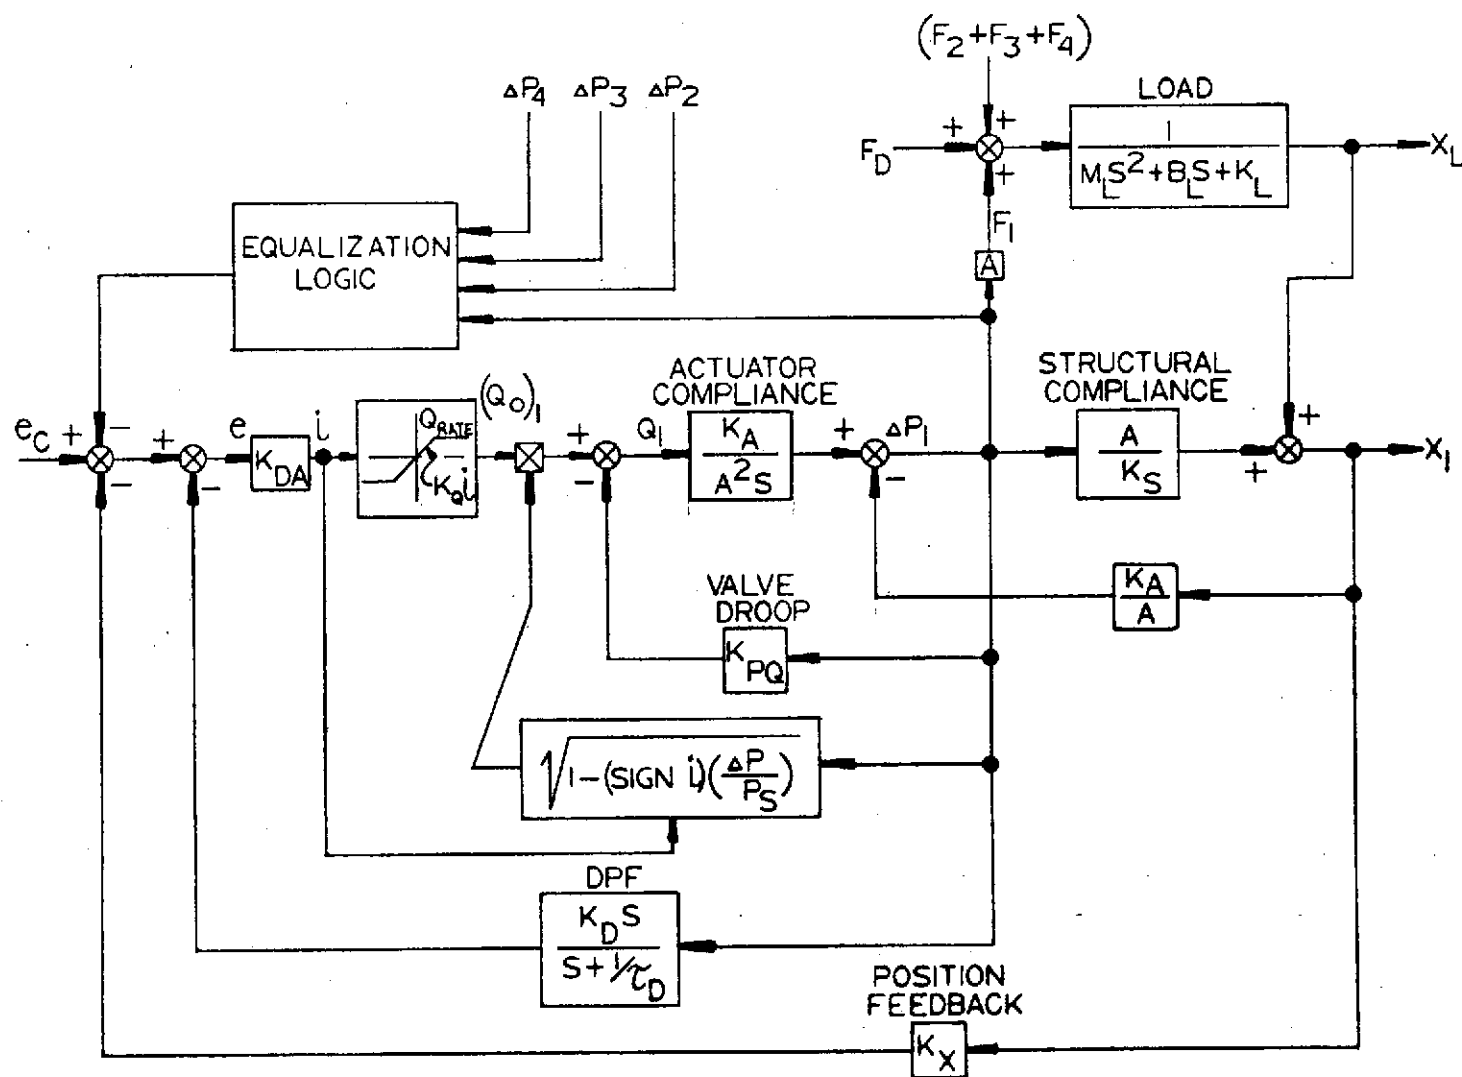 (F2+F3+F4)
ΔP4 ΔP3 ΔP2
LOAD
+
+
FD
1
MLS²+BLS+KL
XL
+
F1
EQUALIZATION
LOGIC
A
ACTUATOR
COMPLIANCE
STRUCTURAL
COMPLIANCE
eC
+
-
-
+
-
e
KDA
i
QRATE
KQi
(QO)1
+
-
Q1
KA
A²S
+
-
ΔP1
A
KS
+
+
X1
KA
A
VALVE
DROOP
KPQ
√1-(SIGN i)(ΔP/PS)
DPF
KDS
S+1/τD
POSITION
FEEDBACK
KX